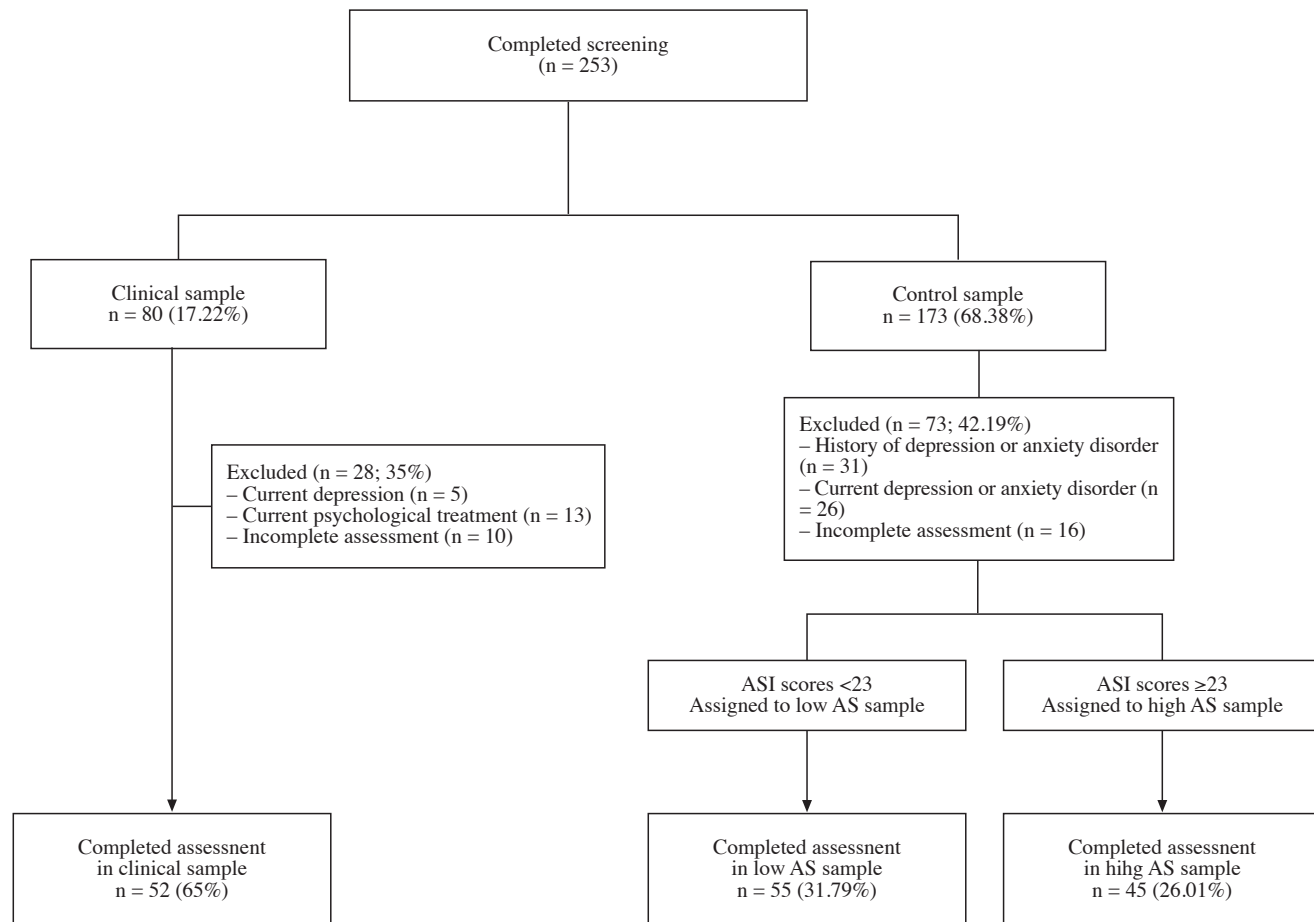 Completed screening
(n = 253)
Clinical sample
n = 80 (17.22%)
Control sample
n = 173 (68.38%)
Excluded (n = 28; 35%)
– Current depression (n = 5)
– Current psychological treatment (n = 13)
– Incomplete assessment (n = 10)
Excluded (n = 73; 42.19%)
– History of depression or anxiety disorder
(n = 31)
– Current depression or anxiety disorder (n
= 26)
– Incomplete assessment (n = 16)
ASI scores <23
Assigned to low AS sample
ASI scores ≥23
Assigned to high AS sample
Completed assessnent
in clinical sample
n = 52 (65%)
Completed assessnent
in low AS sample
n = 55 (31.79%)
Completed assessnent
in hihg AS sample
n = 45 (26.01%)